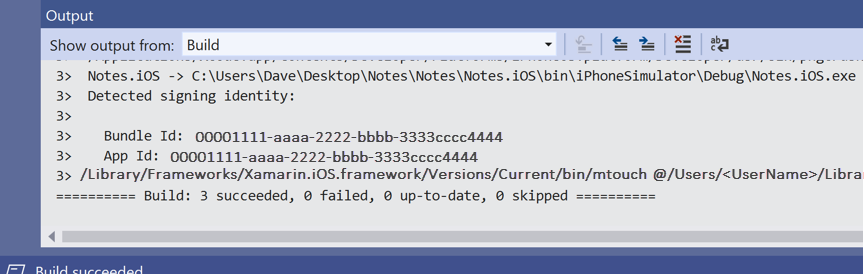 Output
Show output from: Build
3> Notes.iOS -> C:\Users\Dave\Desktop\Notes\Notes\Notes.iOS\bin\iPhoneSimulator\Debug\Notes.iOS.exe
3> Detected signing identity:
3>
3> Bundle Id: 00001111-aaaa-2222-bbbb-3333cccc4444
3> App Id: 00001111-aaaa-2222-bbbb-3333cccc4444
3> /Library/Frameworks/Xamarin.iOS.framework/Versions/Current/bin/mtouch @/Users/<UserName>/Libra
========== Build: 3 succeeded, 0 failed, 0 up-to-date, 0 skipped ==========
Build succeeded